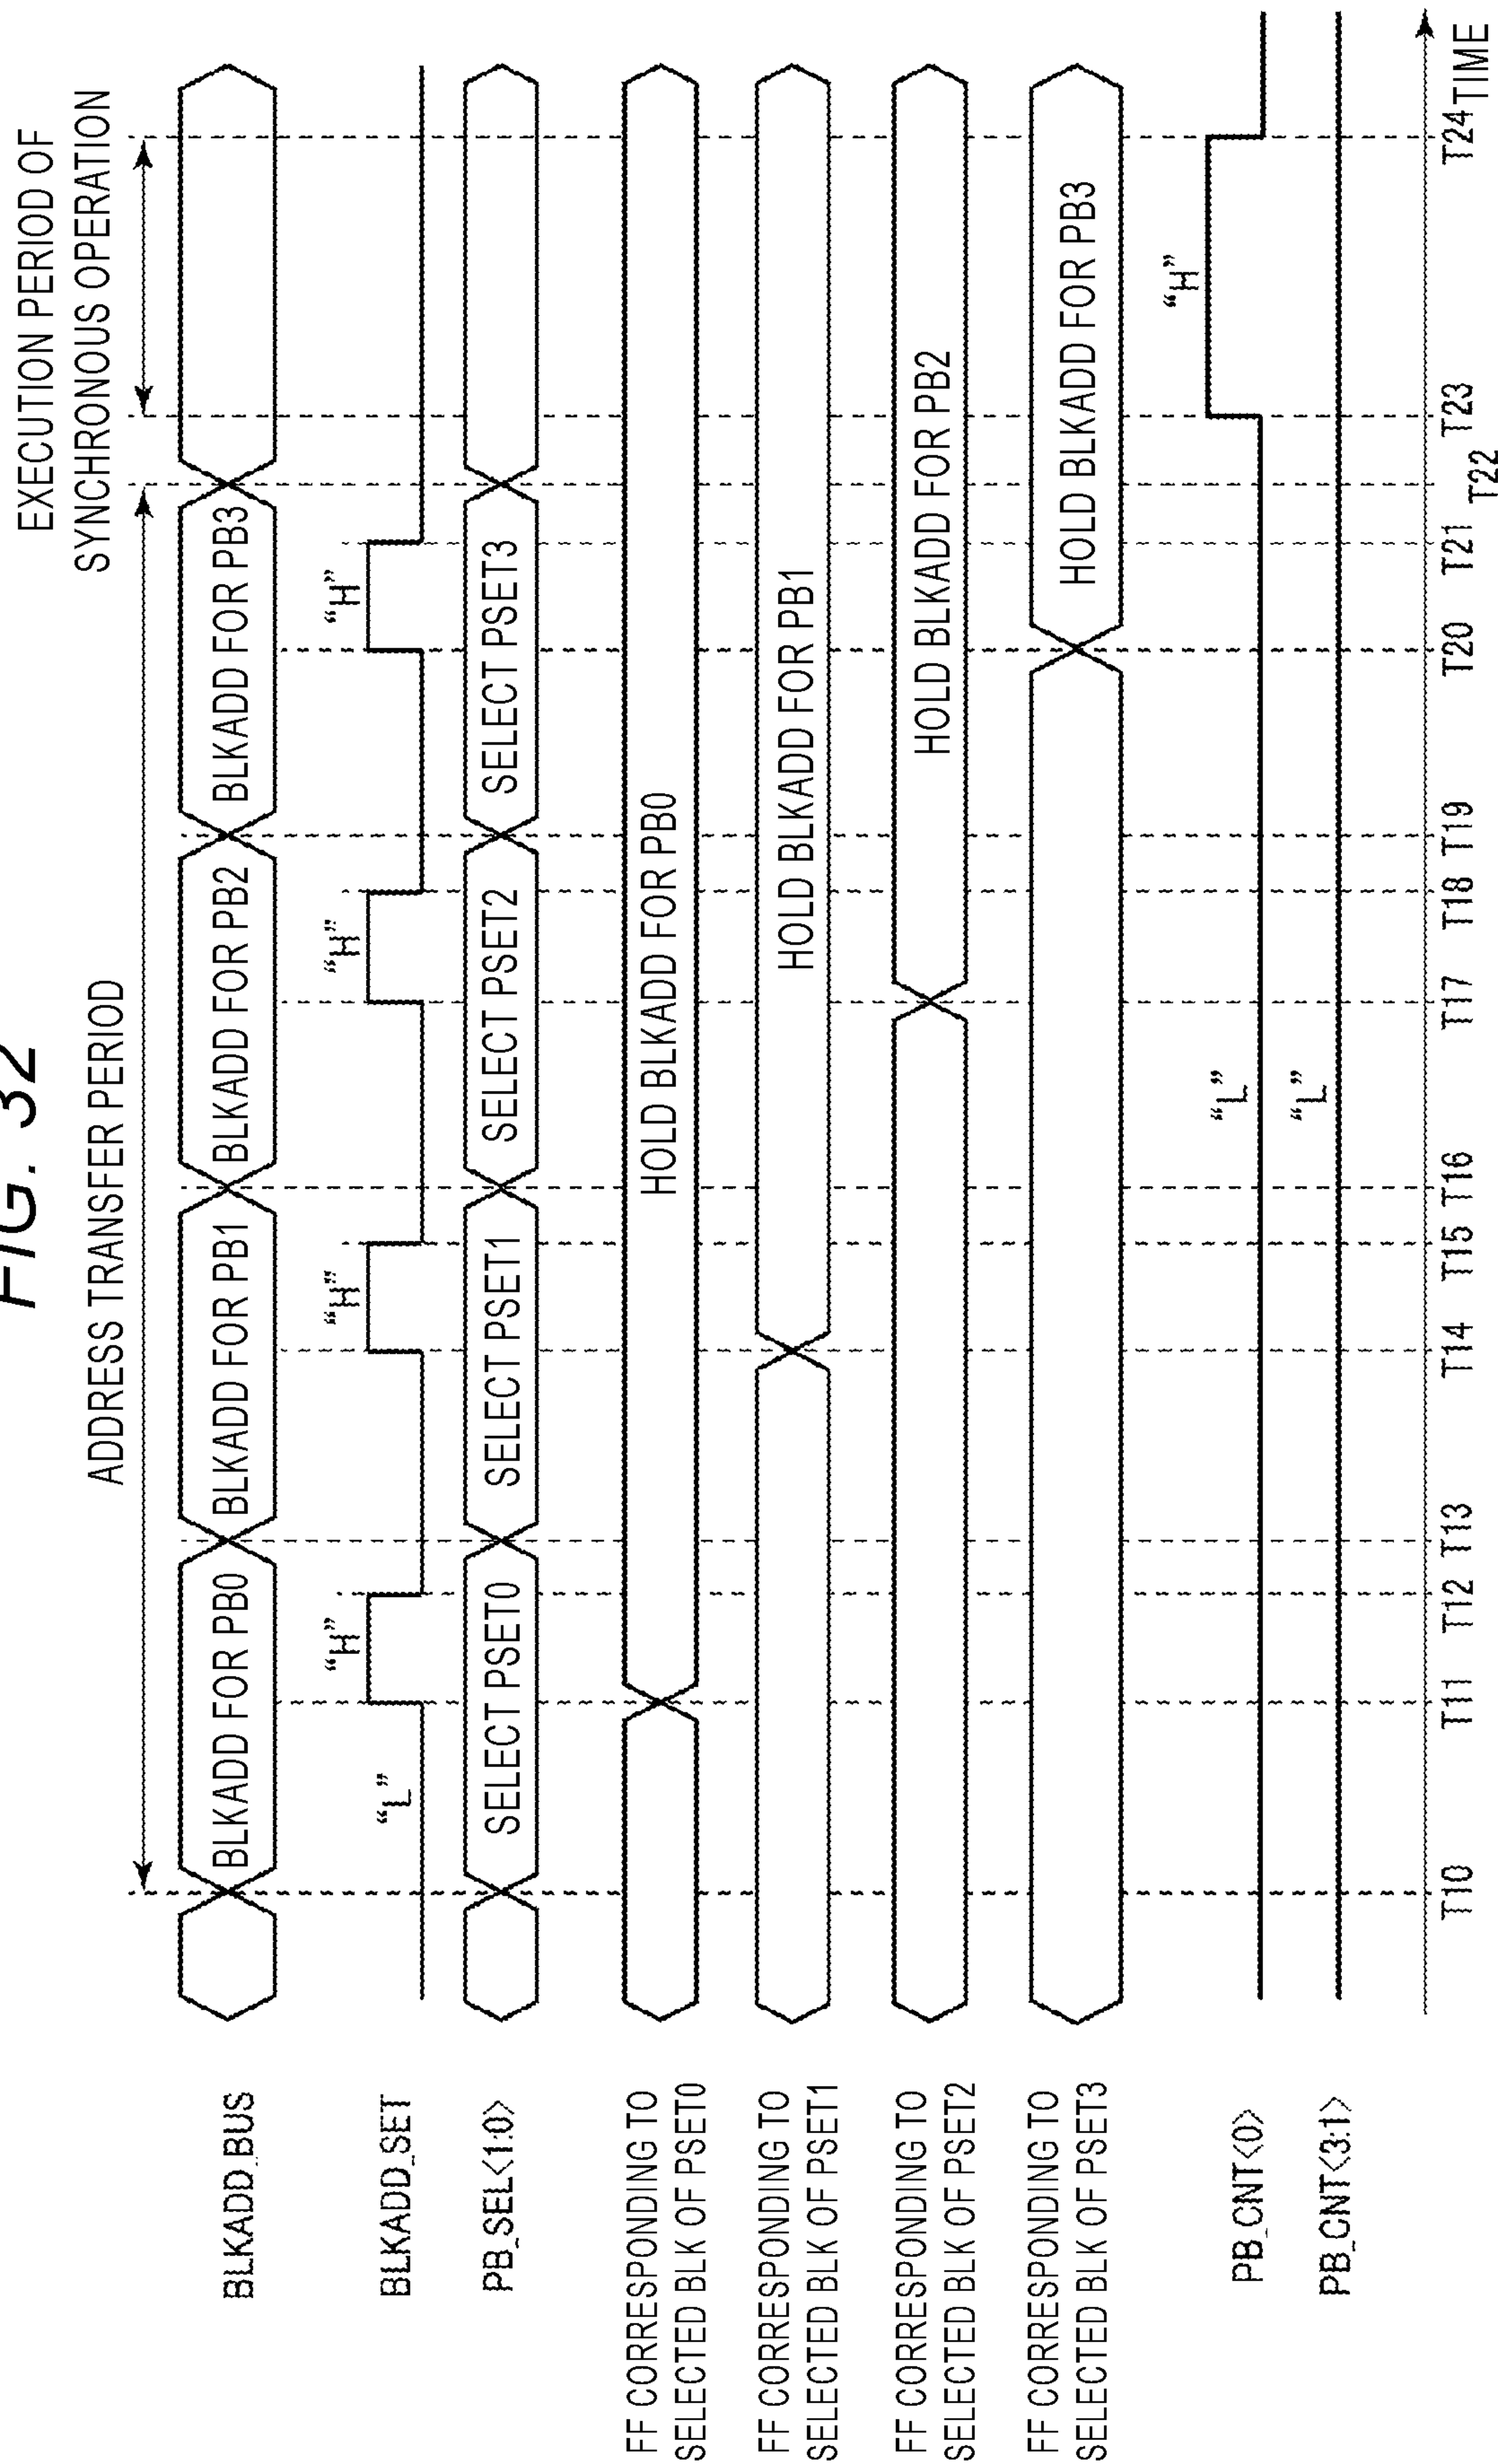 FIG. 32
EXECUTION PERIOD OF
SYNCHRONOUS OPERATION
ADDRESS TRANSFER PERIOD
BLKADD_BUS
BLKADD FOR PB0
BLKADD FOR PB1
BLKADD FOR PB2
BLKADD FOR PB3
BLKADD_SET
"L"
"H"
"H"
"H"
"H"
PB_SEL<1:0>
SELECT PSET0
SELECT PSET1
SELECT PSET2
SELECT PSET3
FF CORRESPONDING TO
SELECTED BLK OF PSET0
HOLD BLKADD FOR PB0
FF CORRESPONDING TO
SELECTED BLK OF PSET1
HOLD BLKADD FOR PB1
FF CORRESPONDING TO
SELECTED BLK OF PSET2
HOLD BLKADD FOR PB2
FF CORRESPONDING TO
SELECTED BLK OF PSET3
HOLD BLKADD FOR PB3
PB_CNT<0>
"L"
"H"
PB_CNT<3:1>
"L"
T10 T11 T12 T13 T14 T15 T16 T17 T18 T19 T20 T21 T22 T23 T24 TIME